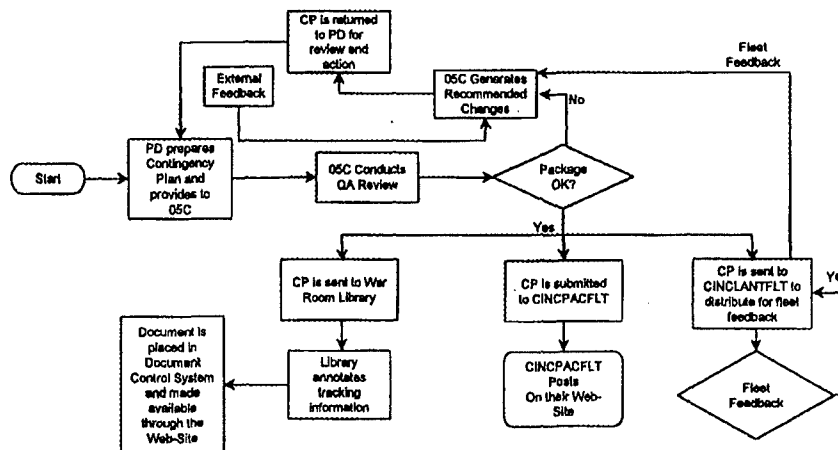 CP is returned
to PD for
review and
action
Fleet
Feedback
External
Feedback
05C Generates
Recommended
Changes
No
Start
PD prepares
Contingency
Plan and
provides to
05C
05C Conducts
QA Review
Package
OK?
Yes
CP is sent to War
Room Library
CP is submitted
to CINCPACFLT
CP is sent to
CINCLANTFLT to
distribute for fleet
feedback
Ye
Document is
placed in
Document
Control System
and made
available
through the
Web-Site
Library
annotates
tracking
information
CINCPACFLT
Posts
On their Web-
Site
Fleet
Feedback